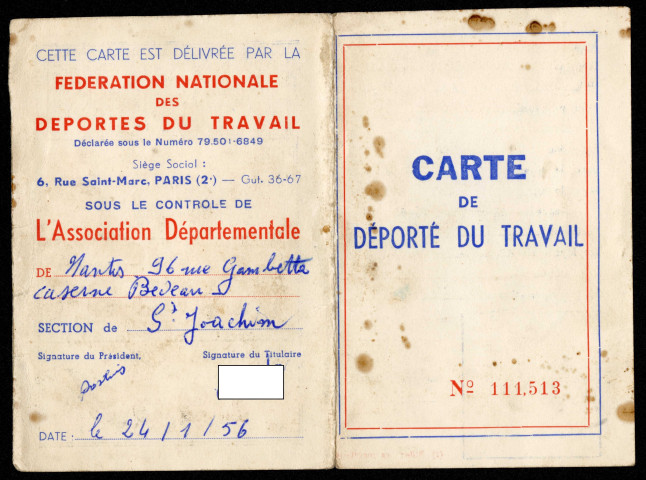 CETTE CARTE EST DÉLIVRÉE PAR LA
FEDERATION NATIONALE
DES
DEPORTES DU TRAVAIL
Déclarée sous le Numéro 79.501-6849
Siège Social :
6, Rue Saint-Marc, PARIS (2e) — Gut. 36-67
SOUS LE CONTROLE DE
L'Association Départementale
DE Nantes 96 rue Gambetta
caserne Bedeau
SECTION de St Joachim
Signature du Président, Signature du Titulaire
DATE : le 24/1/56
CARTE
DE
DÉPORTÉ DU TRAVAIL
No 111,513